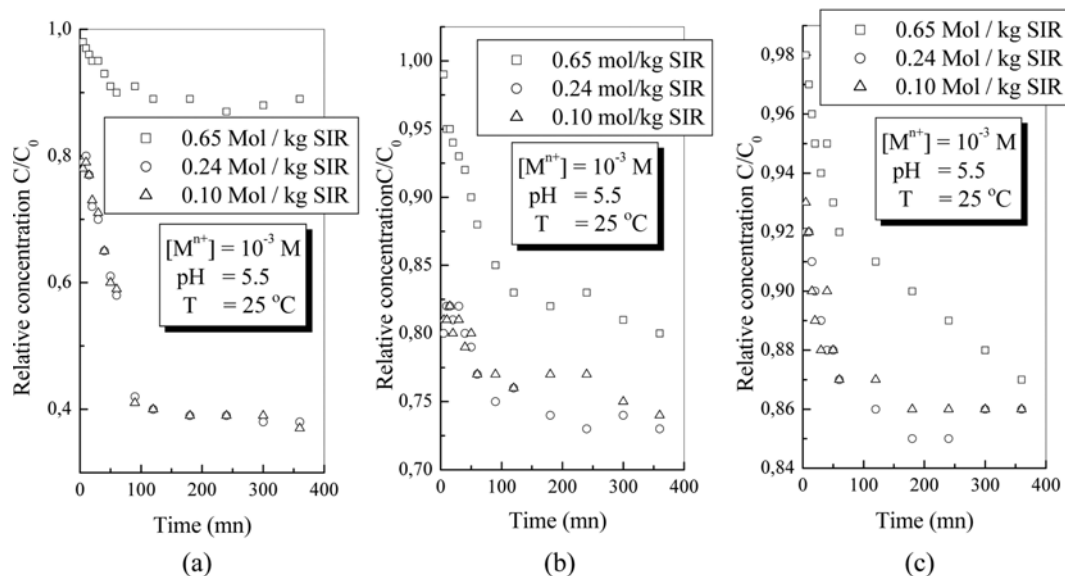 Relative concentration C/C₀
1,0
0,8
0,6
0,4
0.65 Mol / kg SIR
0.24 Mol / kg SIR
0.10 Mol / kg SIR
[Mⁿ⁺] = 10⁻³ M
pH = 5.5
T = 25 °C
0 100 200 300 400
Time (mn)
(a)
Relative concentrationC/C₀
1,00
0,95
0,90
0,85
0,80
0,75
0,70
0.65 mol/kg SIR
0.24 mol/kg SIR
0.10 mol/kg SIR
[Mⁿ⁺] = 10⁻³ M
pH = 5.5
T = 25 °C
0 100 200 300 400
Time (mn)
(b)
Relative concentration C/C₀
0,98
0,96
0,94
0,92
0,90
0,88
0,86
0,84
0.65 Mol / kg SIR
0.24 Mol / kg SIR
0.10 Mol / kg SIR
[Mⁿ⁺] = 10⁻³ M
pH = 5.5
T = 25 °C
0 100 200 300 400
Time (mn)
(c)